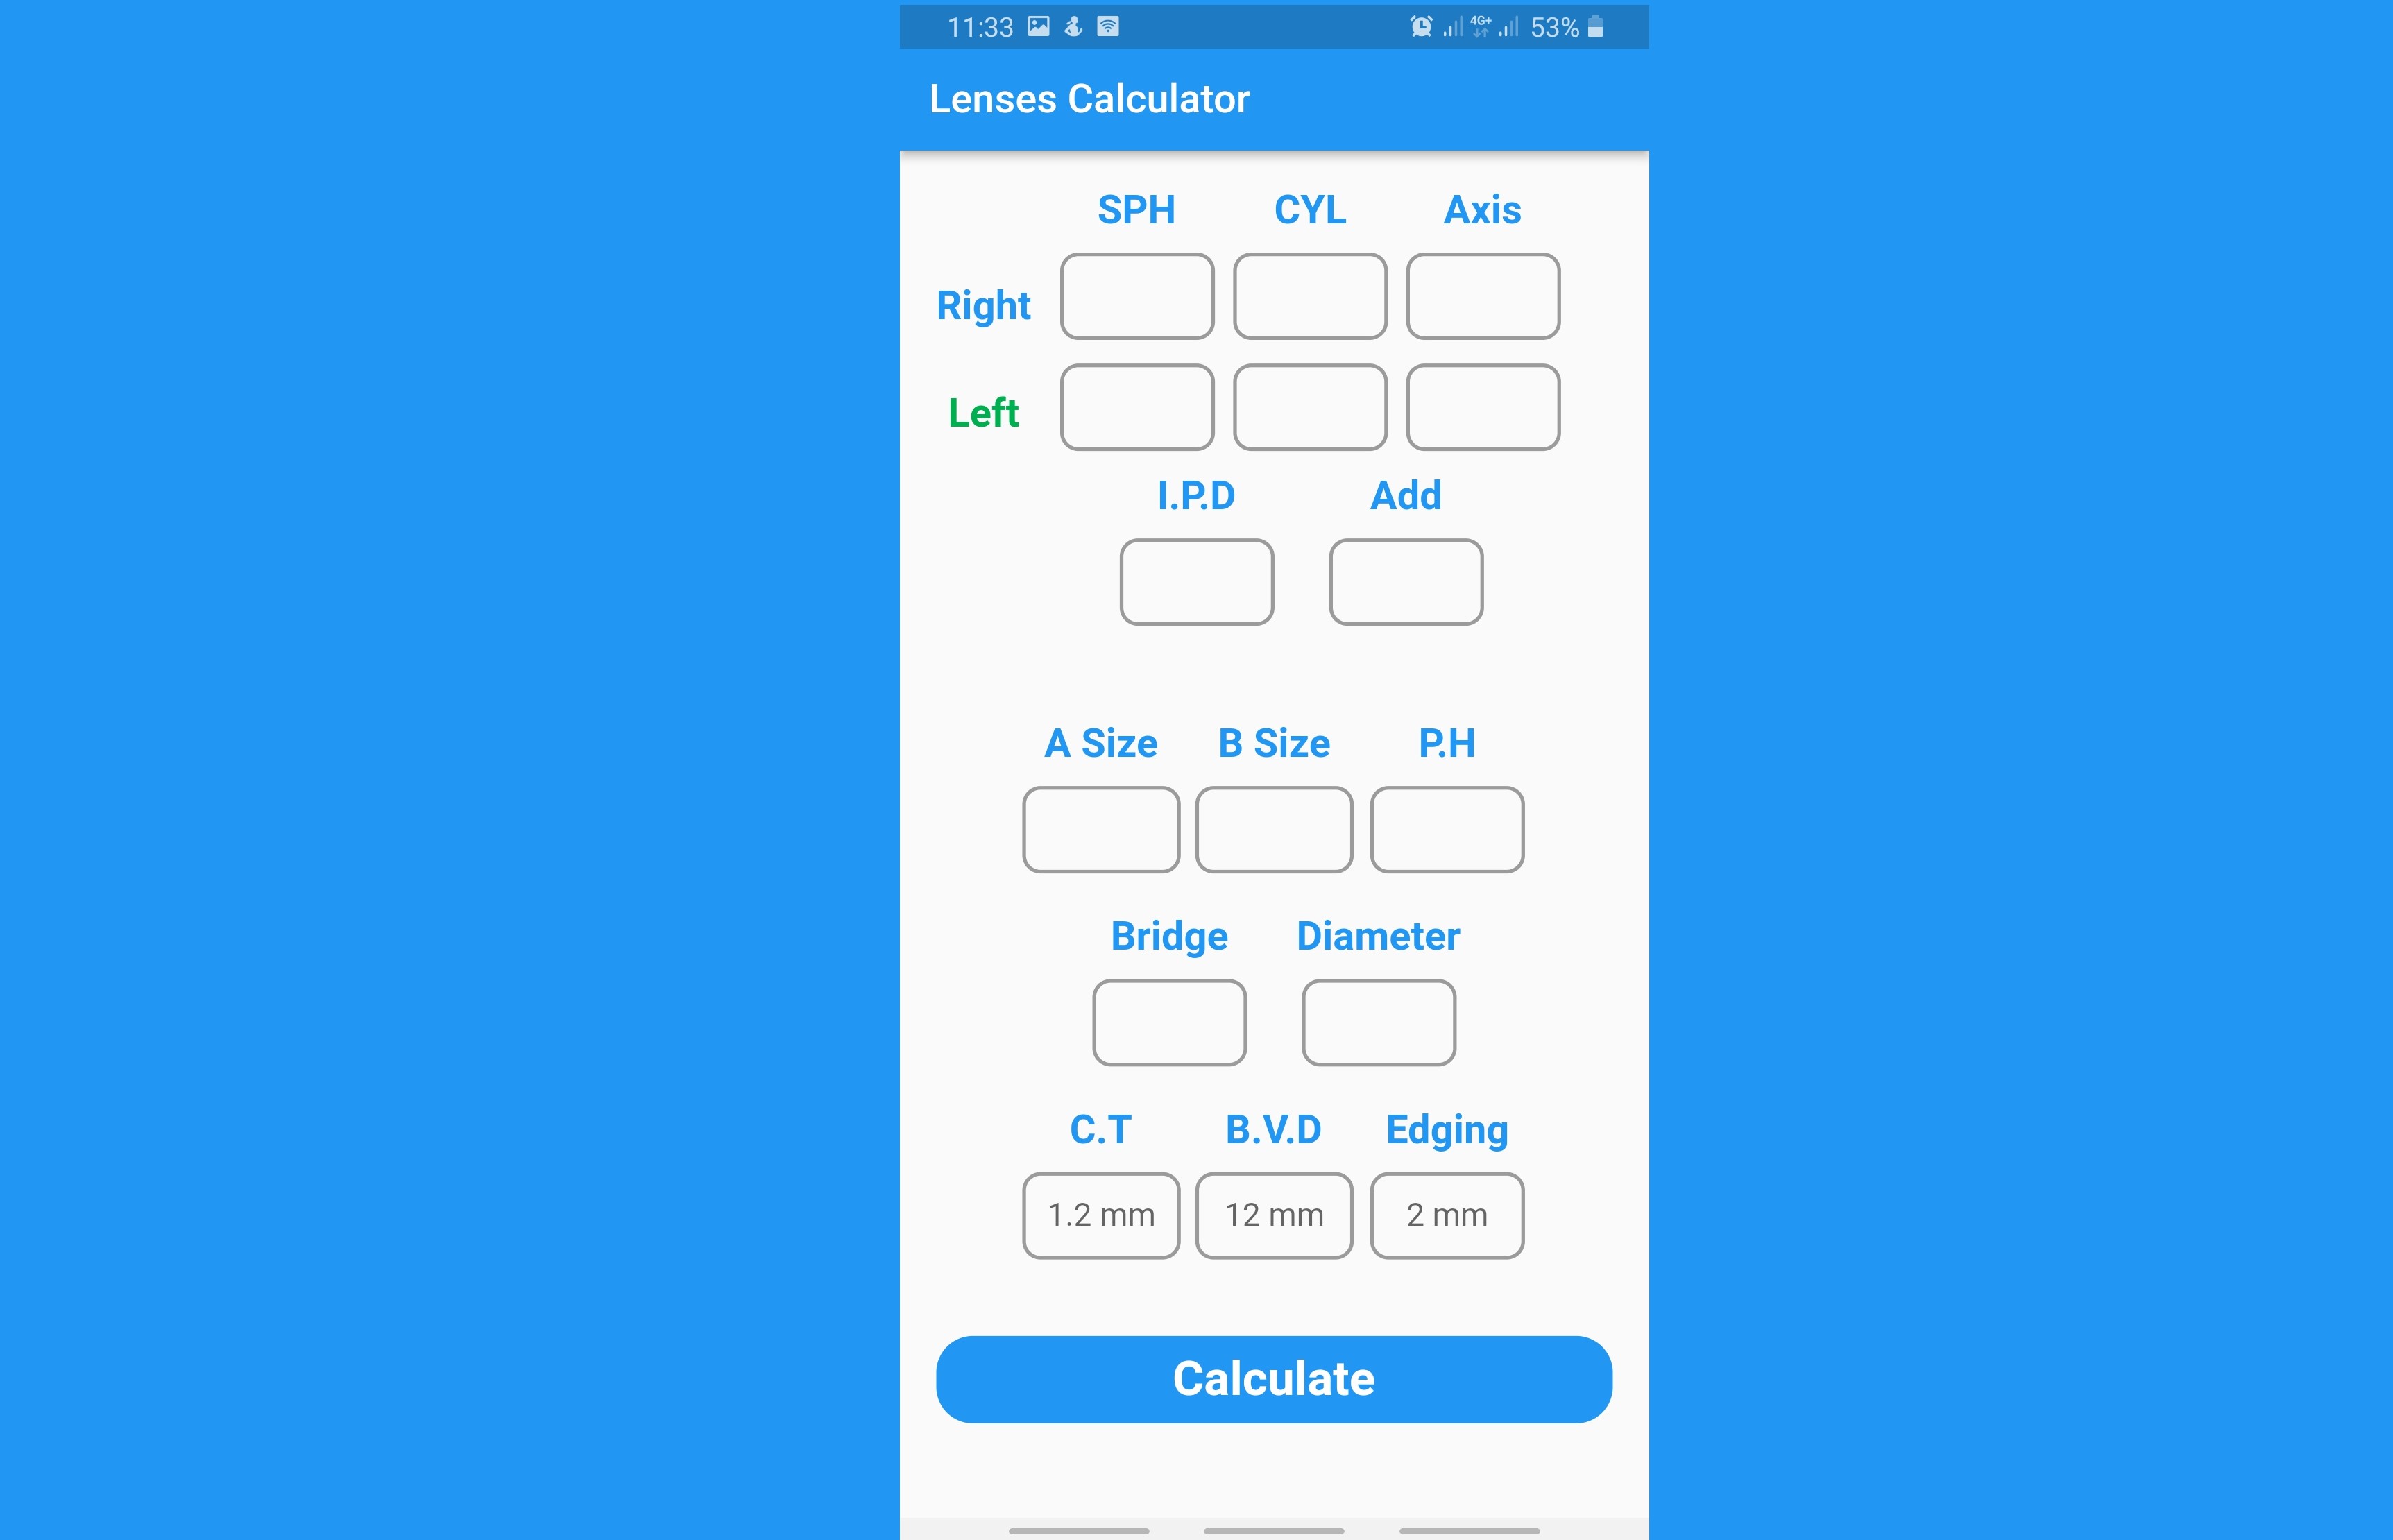 11:33 4G+ 53%
Lenses Calculator
SPH CYL Axis
Right
Left
I.P.D Add
A Size B Size P.H
Bridge Diameter
C.T B.V.D Edging
1.2 mm 12 mm 2 mm
Calculate